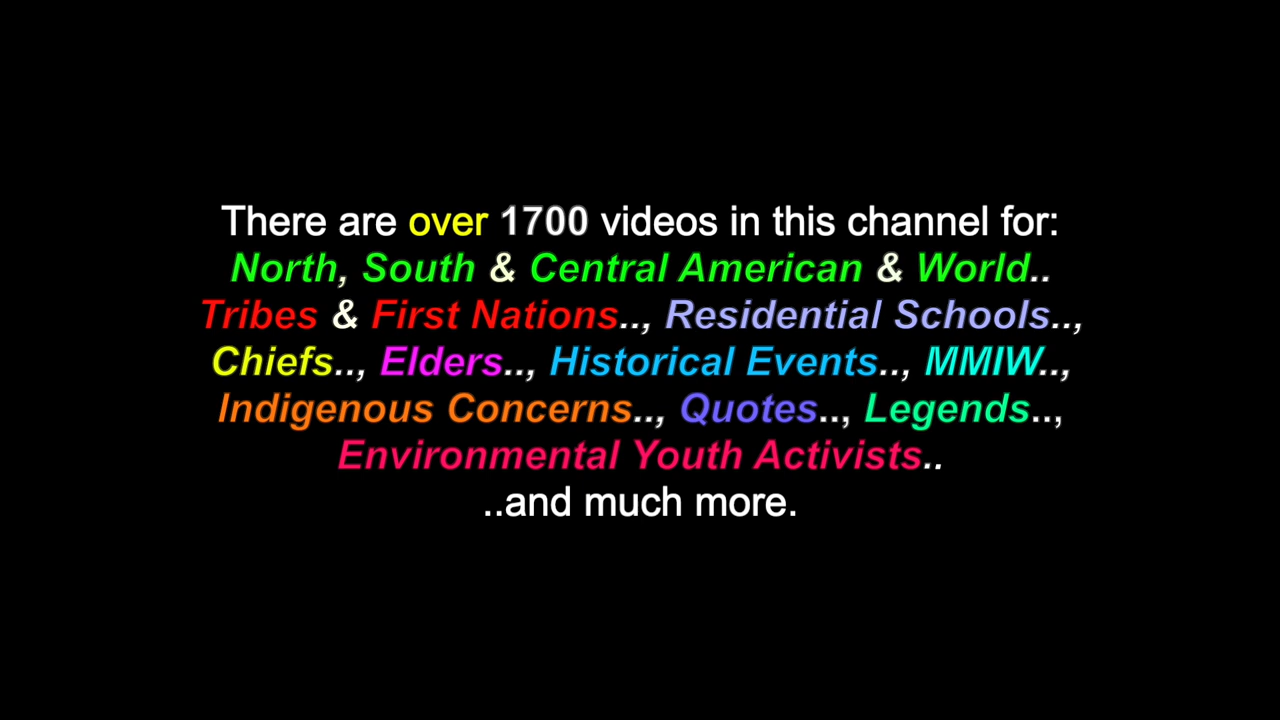 There are over 1700 videos in this channel for:
North, South & Central American & World..
Tribes & First Nations.., Residential Schools..,
Chiefs.., Elders.., Historical Events.., MMIW..,
Indigenous Concerns.., Quotes.., Legends..,
Environmental Youth Activists..
..and much more.